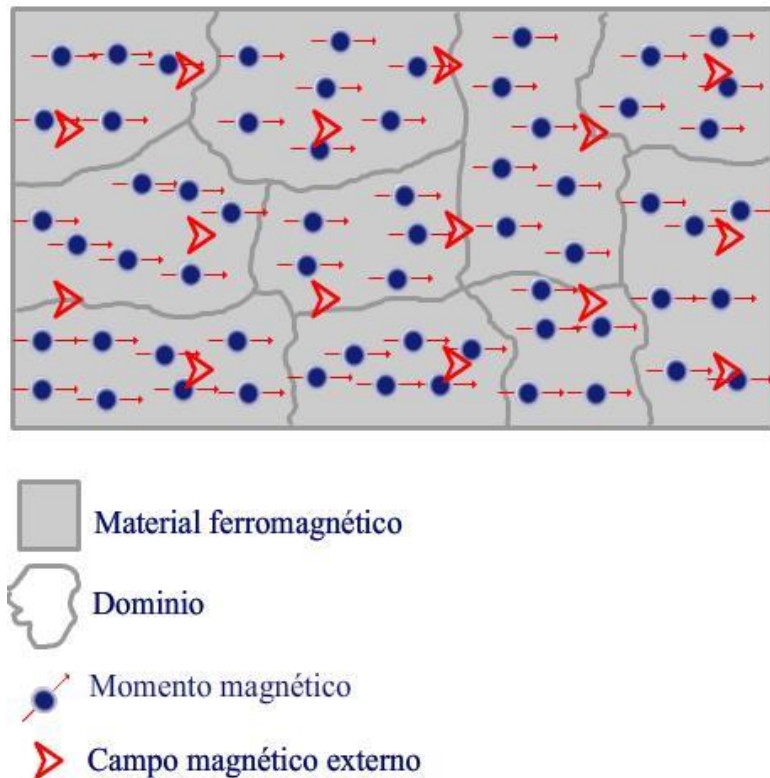 Material ferromagnético
Dominio
Momento magnético
Campo magnético externo